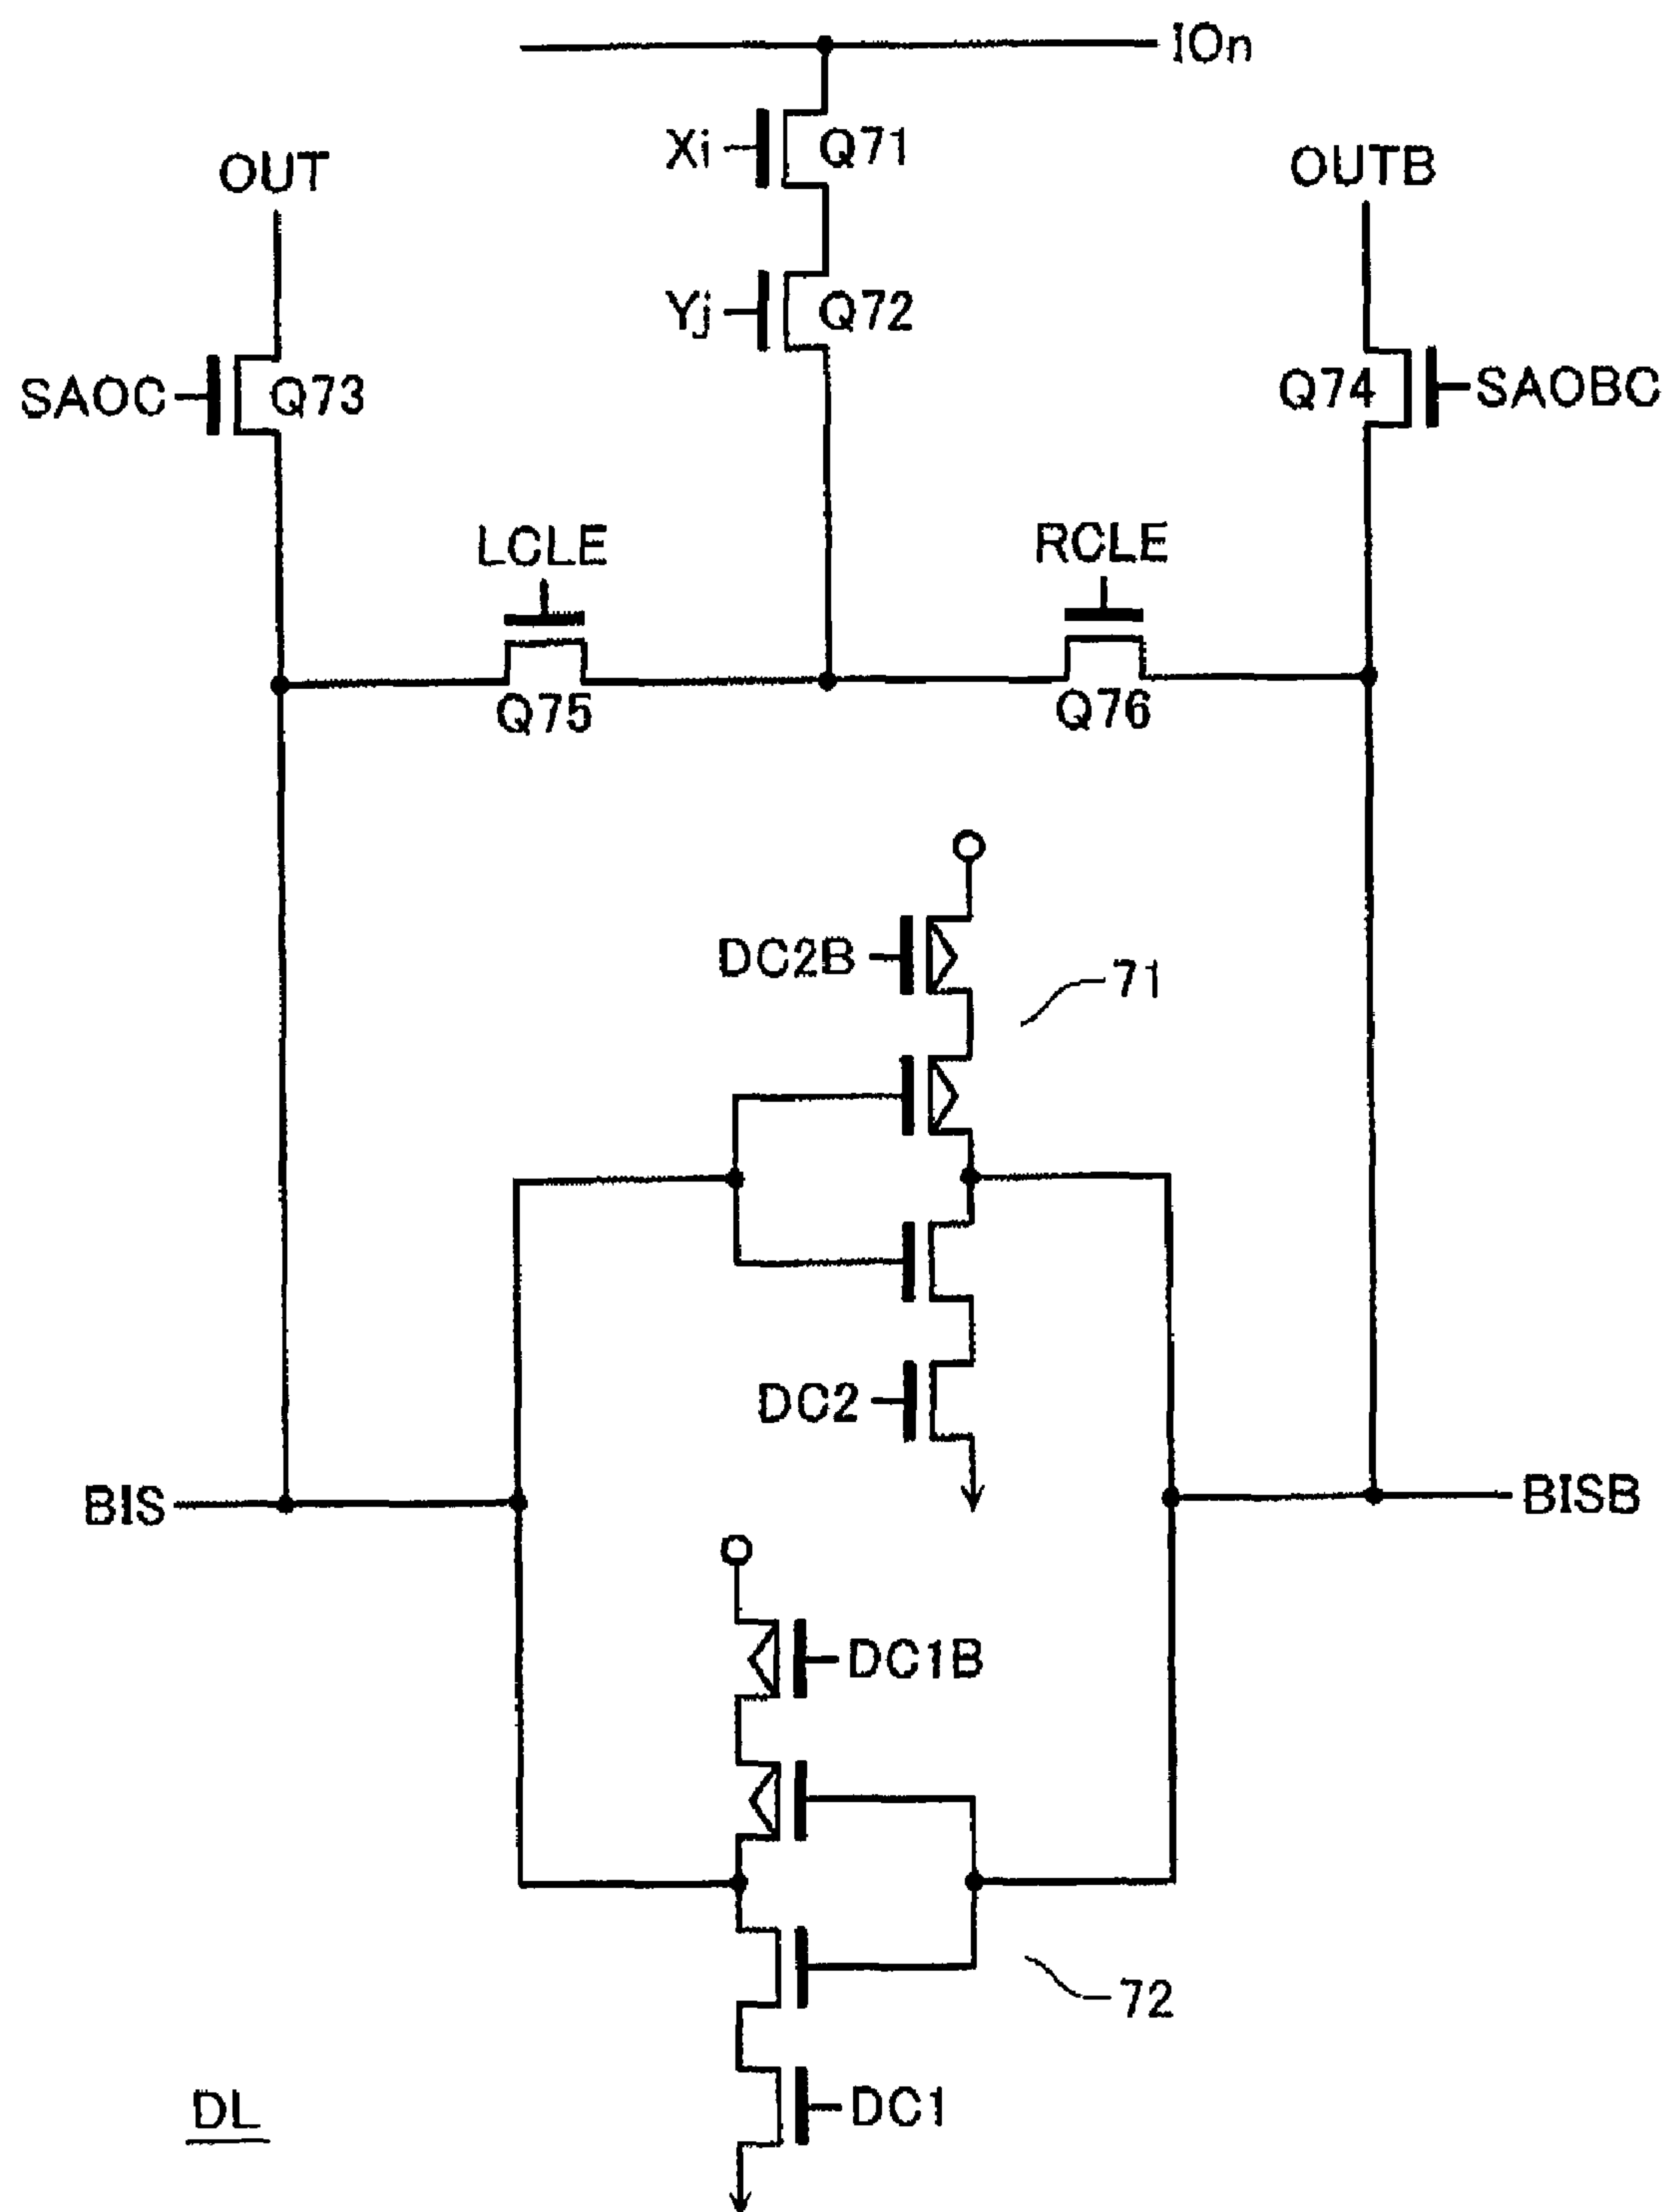 IOn
Xi
Q71
OUT
OUTB
Yj
Q72
SAOC
Q73
Q74
SAOBC
LCLE
RCLE
Q75
Q76
DC2B
71
DC2
BIS
BISB
DC1B
72
DC1
DL